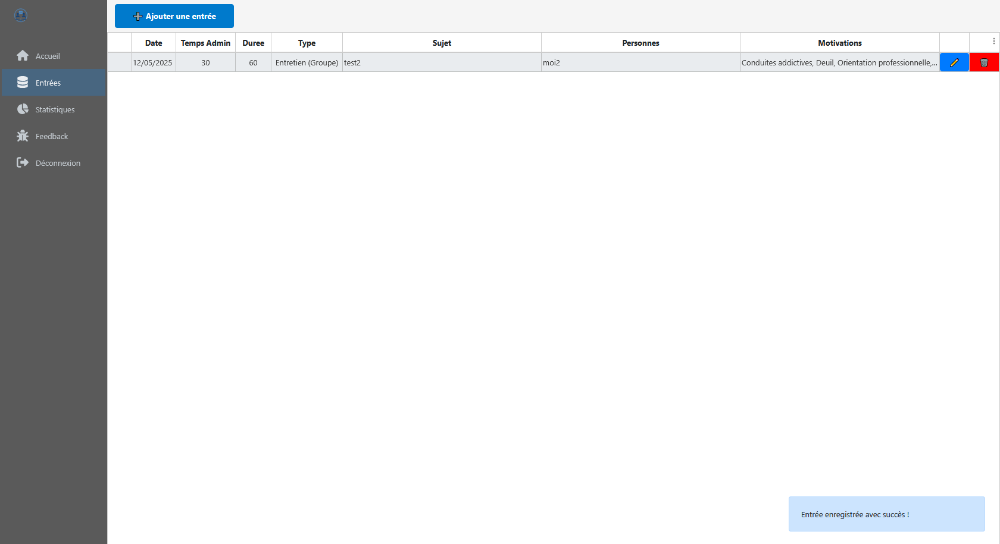 Ajouter une entrée
Accueil
Entrées
Statistiques
Feedback
Déconnexion
Date Temps Admin Duree Type Sujet Personnes Motivations
12/05/2025 30 60 Entretien (Groupe) test2 moi2 Conduites addictives, Deuil, Orientation professionnelle,...
Entrée enregistrée avec succès !